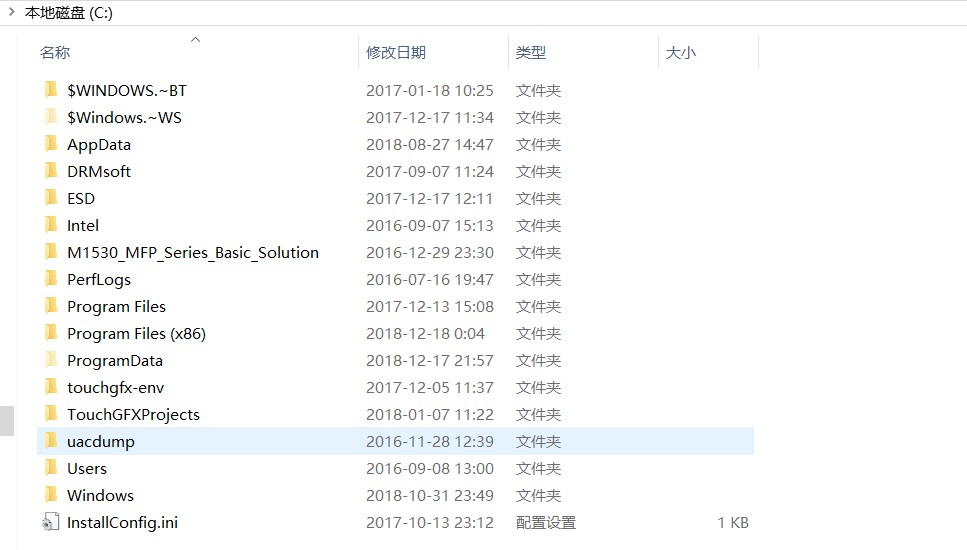 本地磁盘 (C:)
名称 修改日期 类型 大小
$WINDOWS.~BT 2017-01-18 10:25 文件夹
$Windows.~WS 2017-12-17 11:34 文件夹
AppData 2018-08-27 14:47 文件夹
DRMsoft 2017-09-07 11:24 文件夹
ESD 2017-12-17 12:11 文件夹
Intel 2016-09-07 15:13 文件夹
M1530_MFP_Series_Basic_Solution 2016-12-29 23:30 文件夹
PerfLogs 2016-07-16 19:47 文件夹
Program Files 2017-12-13 15:08 文件夹
Program Files (x86) 2018-12-18 0:04 文件夹
ProgramData 2018-12-17 21:57 文件夹
touchgfx-env 2017-12-05 11:37 文件夹
TouchGFXProjects 2018-01-07 11:22 文件夹
uacdump 2016-11-28 12:39 文件夹
Users 2016-09-08 13:00 文件夹
Windows 2018-10-31 23:49 文件夹
InstallConfig.ini 2017-10-13 23:12 配置设置 1 KB